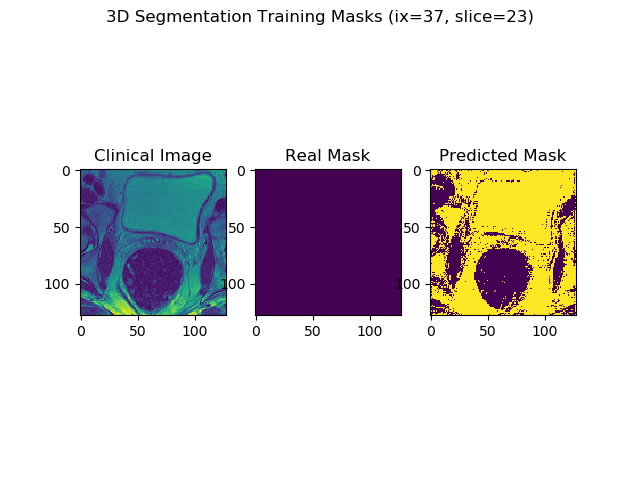 3D Segmentation Training Masks (ix=37, slice=23)
Clinical Image Real Mask Predicted Mask
0 0 0
50 50 50
100 100 100
0 50 100 0 50 100 0 50 100